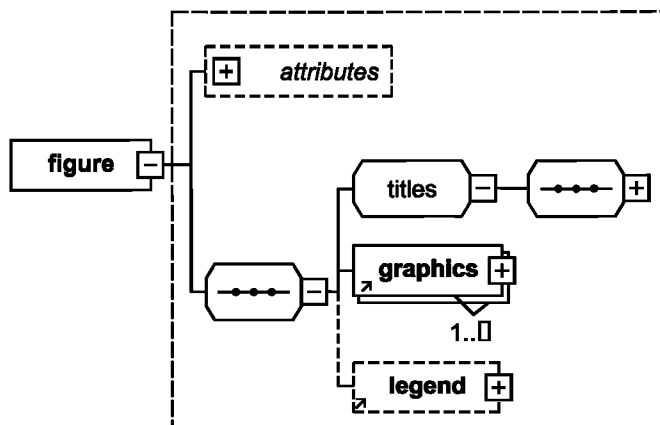 attributes
figure
titles
graphics
1..▯
legend